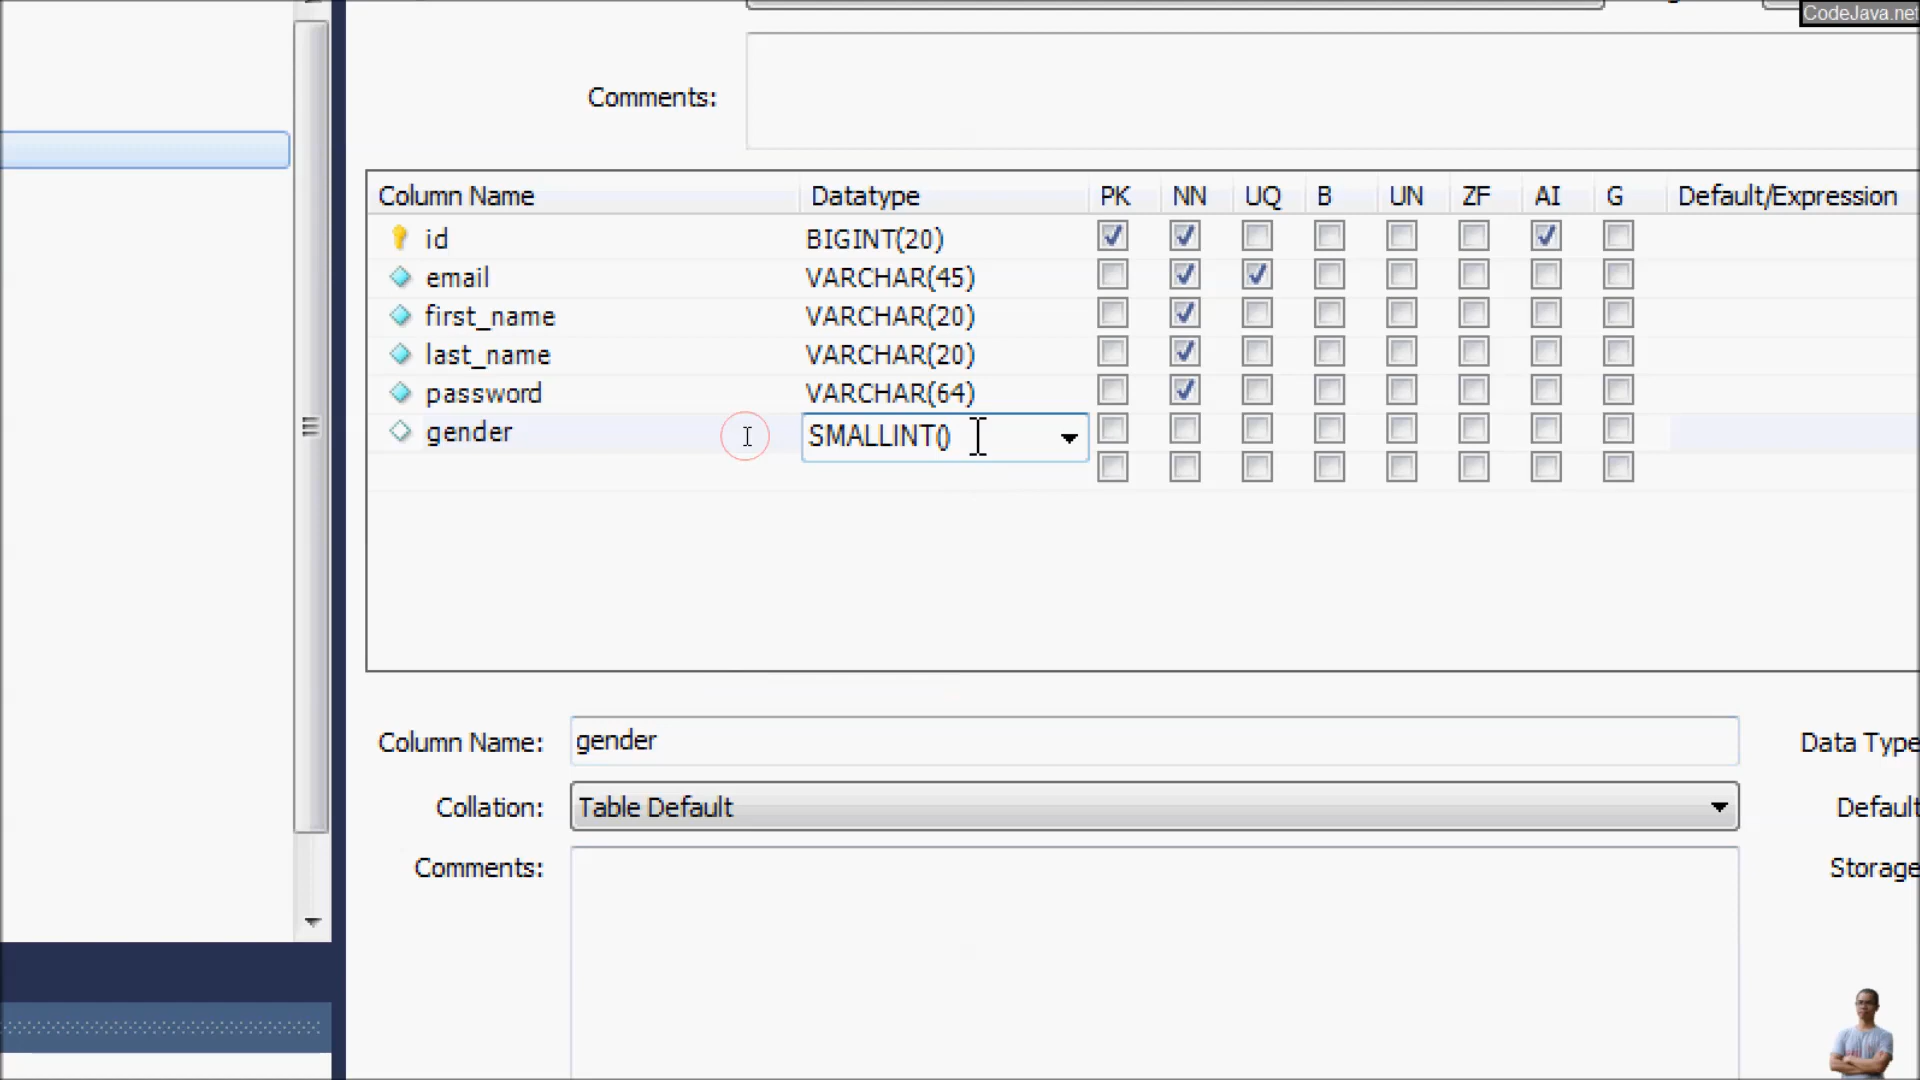 CodeJava.net
Comments:
Column Name Datatype PK NN UQ B UN ZF AI G Default/Expression
id BIGINT(20)
email VARCHAR(45)
first_name VARCHAR(20)
last_name VARCHAR(20)
password VARCHAR(64)
gender SMALLINT()
Column Name: gender Data Type
Collation: Table Default Default
Comments: Storage